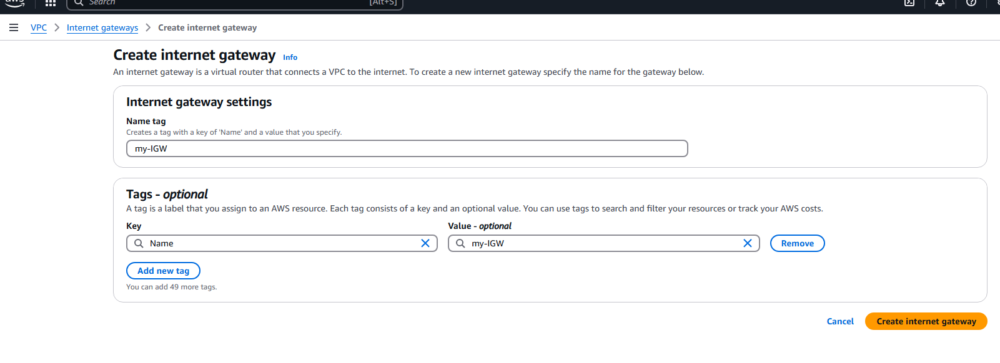 aws
Search
[Alt+S]
VPC
Internet gateways
Create internet gateway
Create internet gateway Info
An internet gateway is a virtual router that connects a VPC to the internet. To create a new internet gateway specify the name for the gateway below.
Internet gateway settings
Name tag
Creates a tag with a key of 'Name' and a value that you specify.
my-IGW
Tags - optional
A tag is a label that you assign to an AWS resource. Each tag consists of a key and an optional value. You can use tags to search and filter your resources or track your AWS costs.
Key
Value - optional
Name
my-IGW
Remove
Add new tag
You can add 49 more tags.
Cancel
Create internet gateway